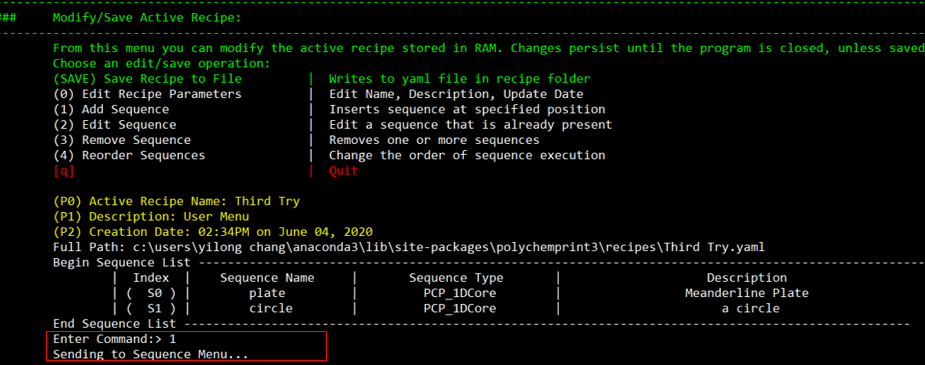 ### Modify/Save Active Recipe:
From this menu you can modify the active recipe stored in RAM. Changes persist until the program is closed, unless saved
Choose an edit/save operation:
(SAVE) Save Recipe to File | Writes to yaml file in recipe folder
(0) Edit Recipe Parameters | Edit Name, Description, Update Date
(1) Add Sequence | Inserts sequence at specified position
(2) Edit Sequence | Edit a sequence that is already present
(3) Remove Sequence | Removes one or more sequences
(4) Reorder Sequences | Change the order of sequence execution
[q] | Quit
(P0) Active Recipe Name: Third Try
(P1) Description: User Menu
(P2) Creation Date: 02:34PM on June 04, 2020
Full Path: c:\users\yilong chang\anaconda3\lib\site-packages\polychemprint3\recipes\Third Try.yaml
Begin Sequence List ----------------------------------------------------------------------------------------------------
| Index | Sequence Name | Sequence Type | Description
| ( S0 ) | plate | PCP_1DCore | Meanderline Plate
| ( S1 ) | circle | PCP_1DCore | a circle
End Sequence List ----------------------------------------------------------------------------------------------------
Enter Command:> 1
Sending to Sequence Menu...